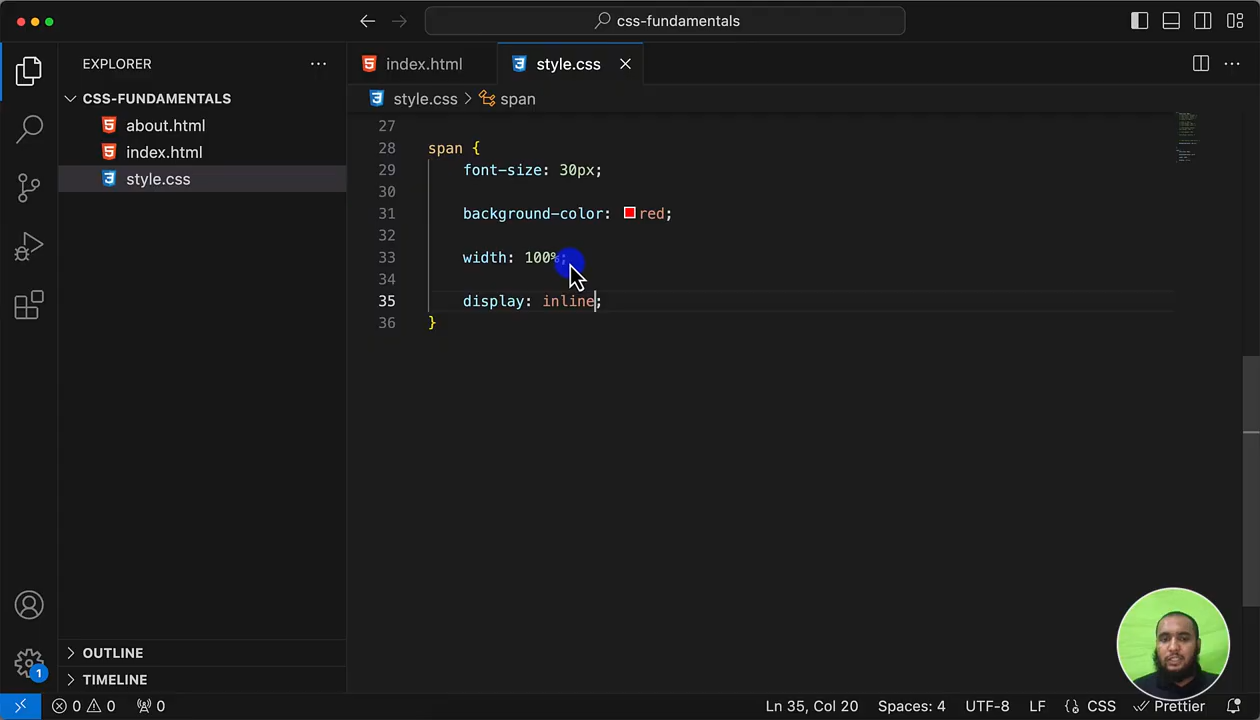 css-fundamentals
EXPLORER
index.html
style.css
CSS-FUNDAMENTALS
style.css
span
about.html
index.html
style.css
27
28 span {
29 font-size: 30px;
30
31 background-color: red;
32
33 width: 100%;
34
35 display: inline;
36 }
OUTLINE
TIMELINE
1
0 0 0 Ln 35, Col 20 Spaces: 4 UTF-8 LF {} CSS Prettier